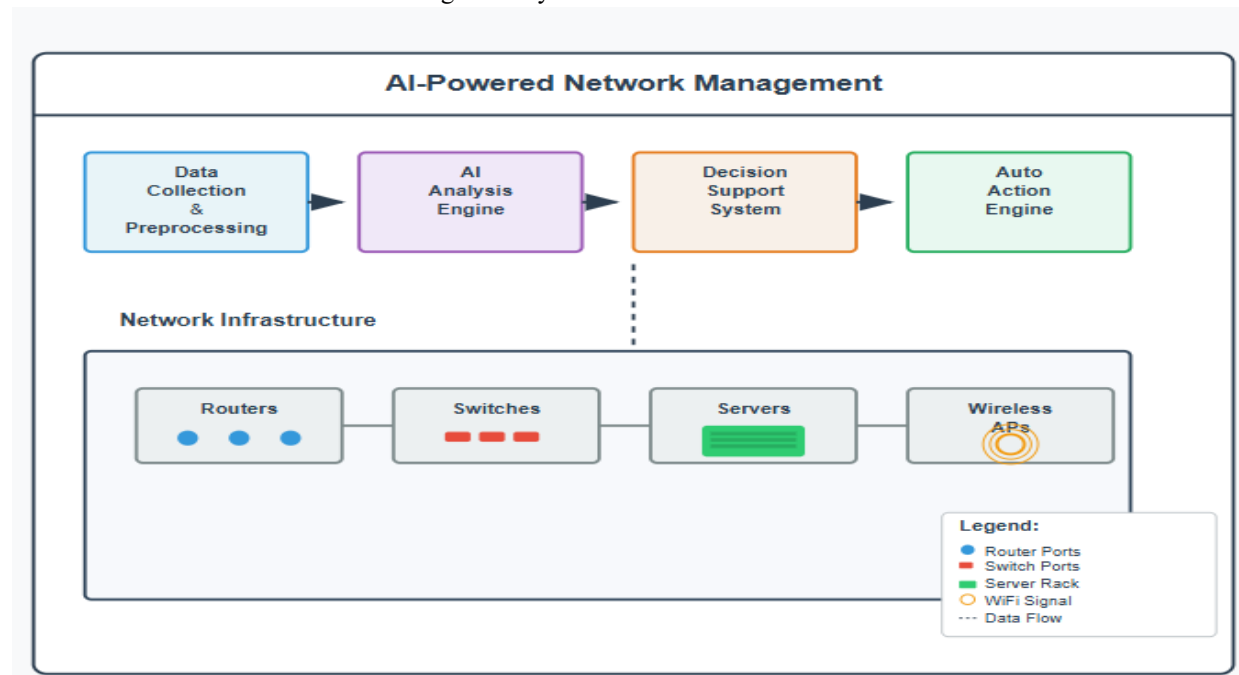 AI-Powered Network Management
Data
Collection
&
Preprocessing
AI
Analysis
Engine
Decision
Support
System
Auto
Action
Engine
Network Infrastructure
Routers
Switches
Servers
Wireless
APs
Legend:
Router Ports
Switch Ports
Server Rack
WiFi Signal
Data Flow